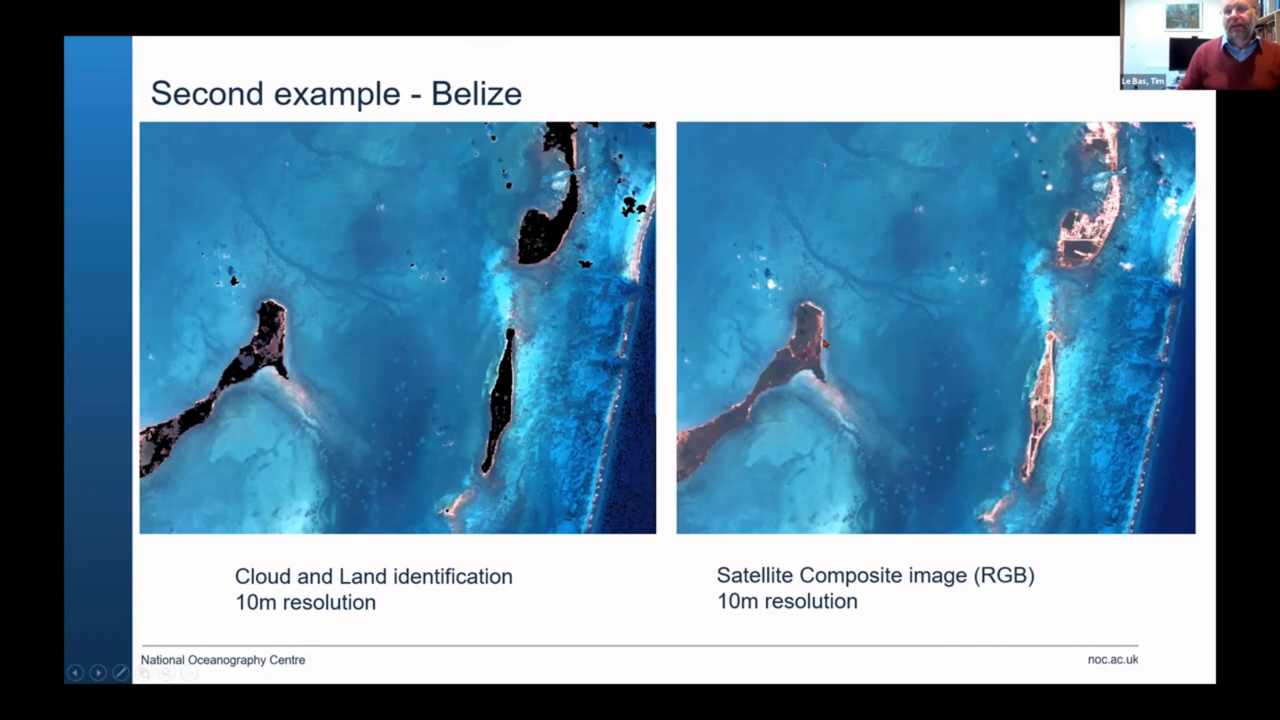 Le Bas, Tim
Second example - Belize
Cloud and Land identification
10m resolution
Satellite Composite image (RGB)
10m resolution
National Oceanography Centre
noc.ac.uk